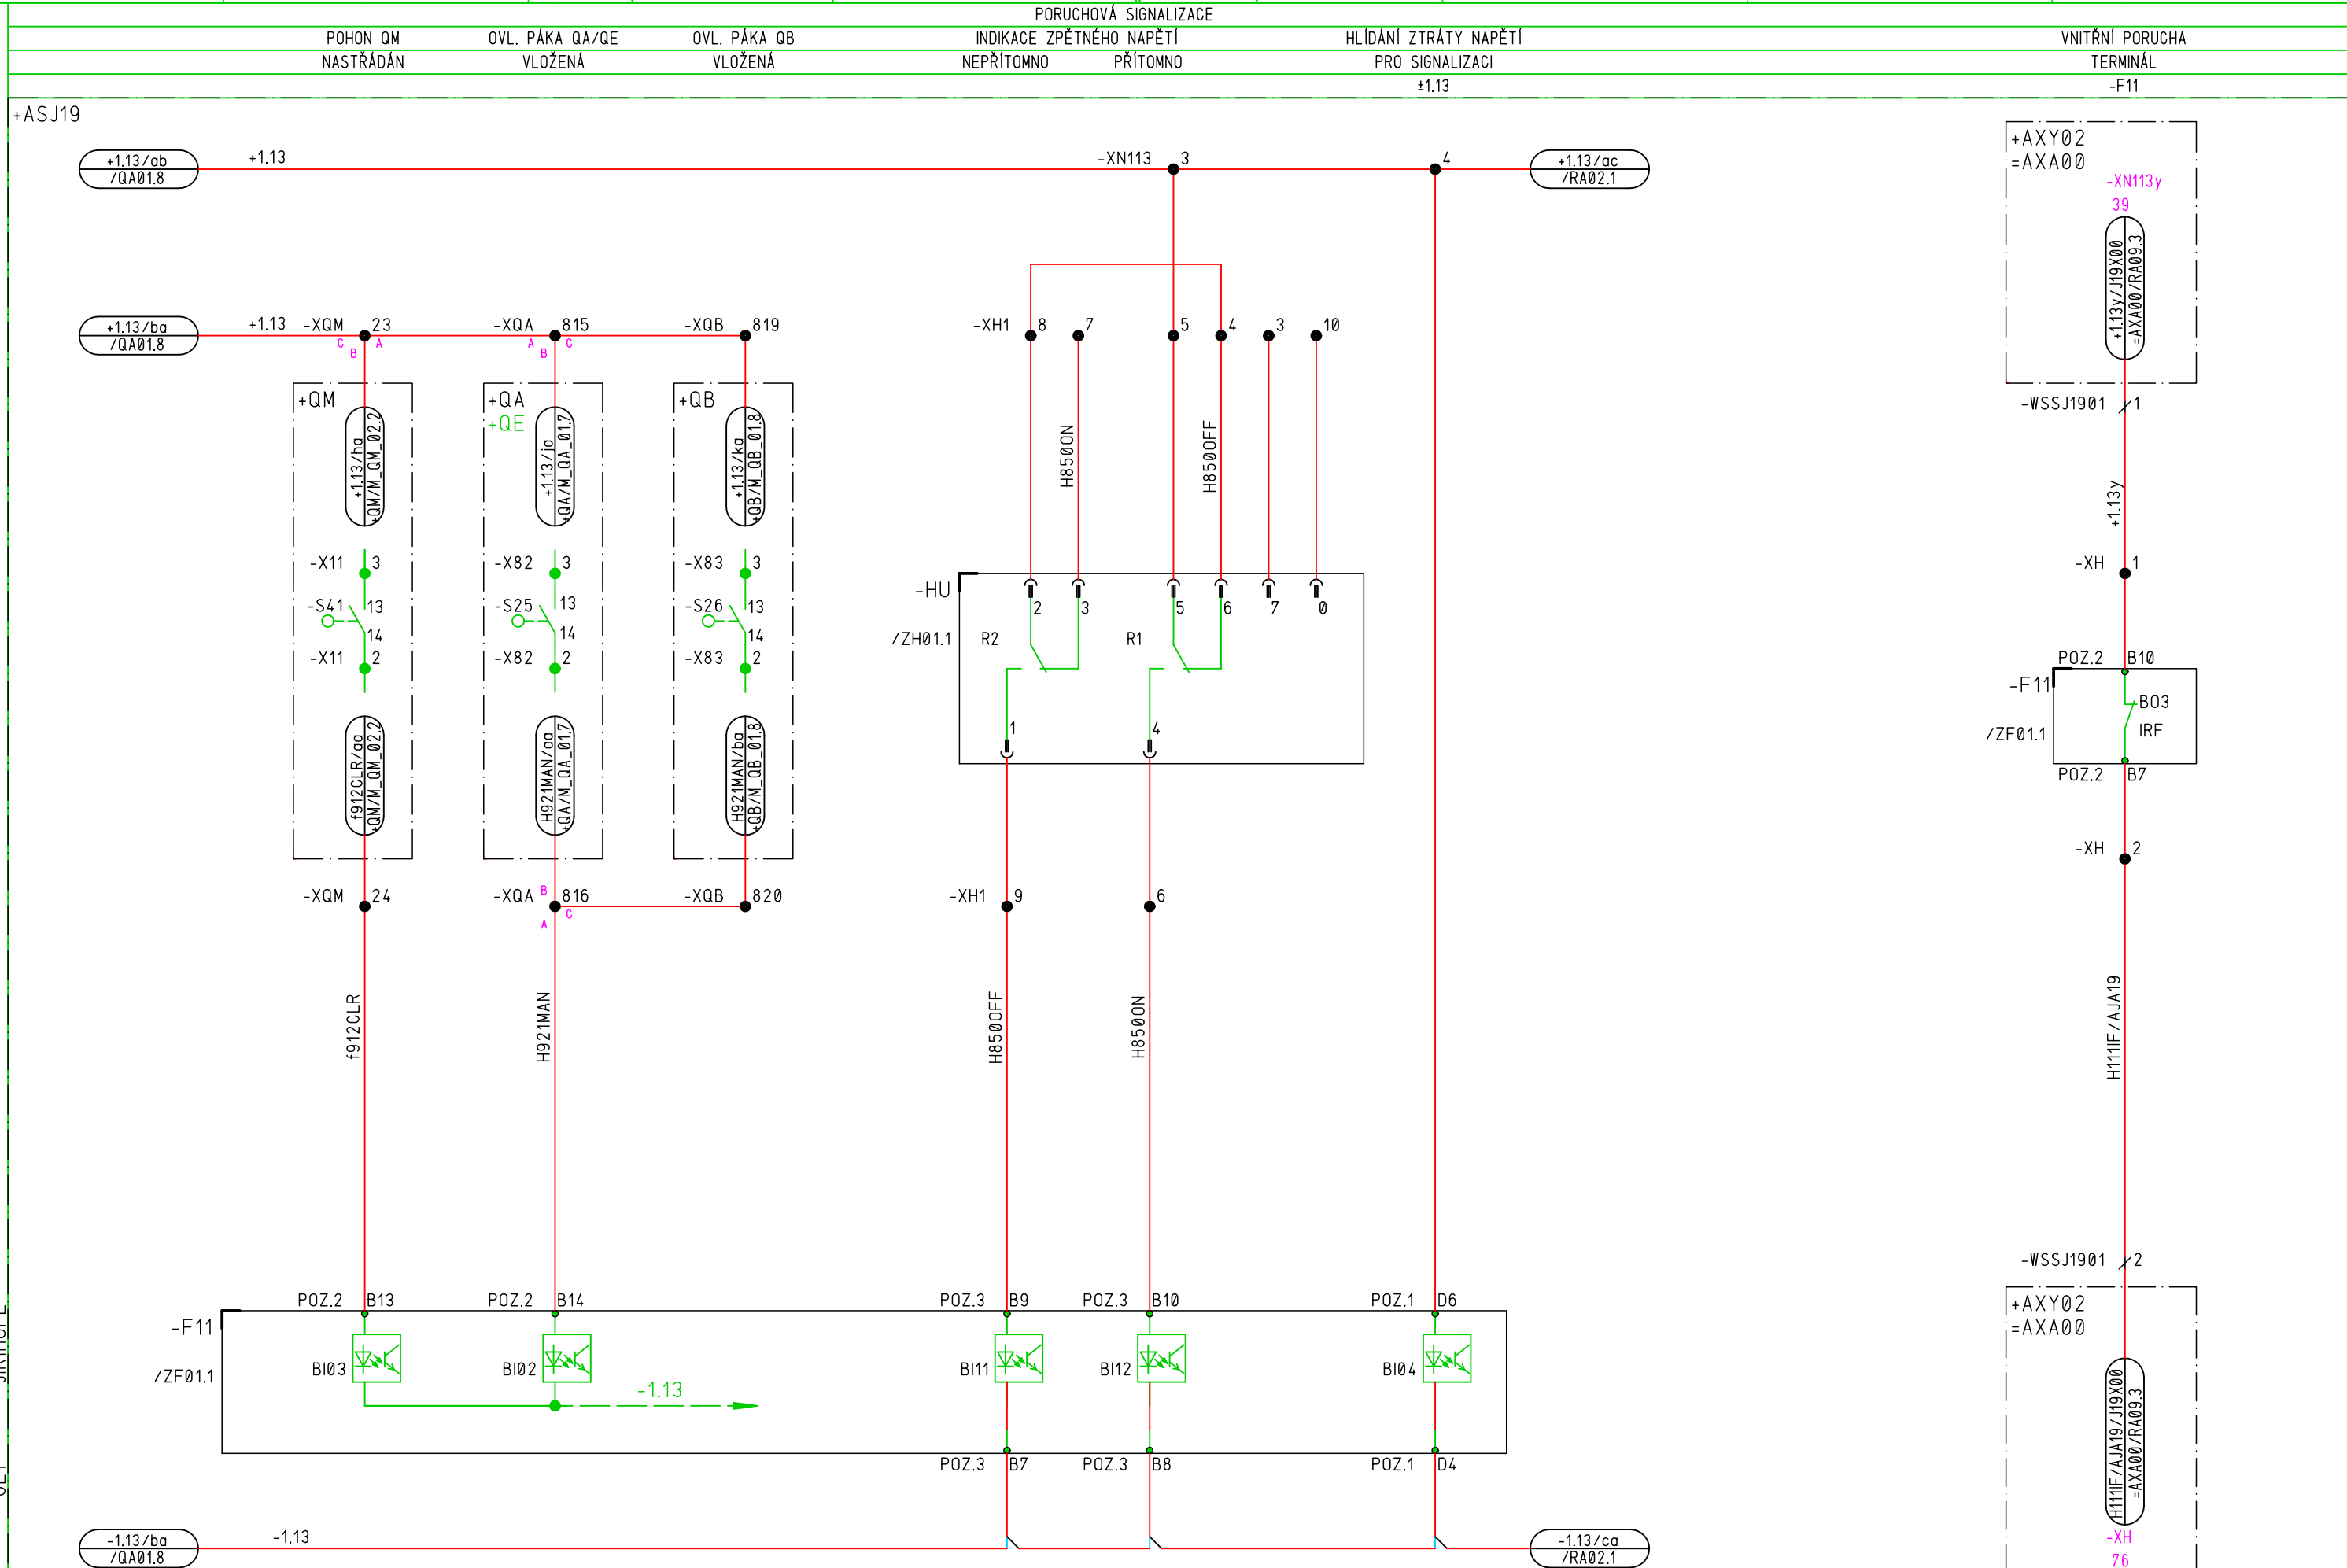 PORUCHOVÁ SIGNALIZACE
POHON QM OVL. PÁKA QA/QE OVL. PÁKA QB INDIKACE ZPĚTNÉHO NAPĚTÍ HLÍDÁNÍ ZTRÁTY NAPĚTÍ VNITŘNÍ PORUCHA
NASTŘÁDÁN VLOŽENÁ VLOŽENÁ NEPŘÍTOMNO PŘÍTOMNO PRO SIGNALIZACI TERMINÁL
±1.13 -F11
+ASJ19
+1.13/ab
/QA01.8
+1.13
-XN113 3
4
+1.13/ac
/RA02.1
+AXY02
=AXA00
-XN113y
39
+1.13y/J19X00
=AXA00/RA09.3
+1.13/ba
/QA01.8
+1.13
-XQM 23
C B A
-XQA 815
A B C
-XQB 819
-XH1 8 7 5 4 3 10
+QM
+1.13/ha
+QM/M_QM_02.2
+QA
+QE
+1.13/ja
+QA/M_QA_01.7
+QB
+1.13/ka
+QB/M_QB_01.8
H850ON
H850OFF
-WSSJ1901 1
+1.13y
-XH 1
-X11 3
-S41 13
14
-X11 2
-X82 3
-S25 13
14
-X82 2
-X83 3
-S26 13
14
-X83 2
-HU
/ZH01.1
2 3 5 6 7 0
R2 R1
1 4
POZ.2 B10
-F11
/ZF01.1
BO3
IRF
POZ.2 B7
f912CLR/aa
+QM/M_QM_02.2
H921MAN/aa
+QA/M_QA_01.7
H921MAN/ba
+QB/M_QB_01.8
-XH 2
-XQM 24
-XQA 816
B C A
-XQB 820
-XH1 9 6
f912CLR
H921MAN
H850OFF
H850ON
H111IF/AJA19
-WSSJ1901 2
POZ.2 B13
POZ.2 B14
POZ.3 B9
POZ.3 B10
POZ.1 D6
-F11
/ZF01.1
BI03
BI02
BI11
BI12
BI04
-1.13
POZ.3 B7
POZ.3 B8
POZ.1 D4
+AXY02
=AXA00
H111IF/AJA19/J19X00
=AXA00/RA09.3
-XH
76
-1.13/ba
/QA01.8
-1.13
-1.13/ca
/RA02.1